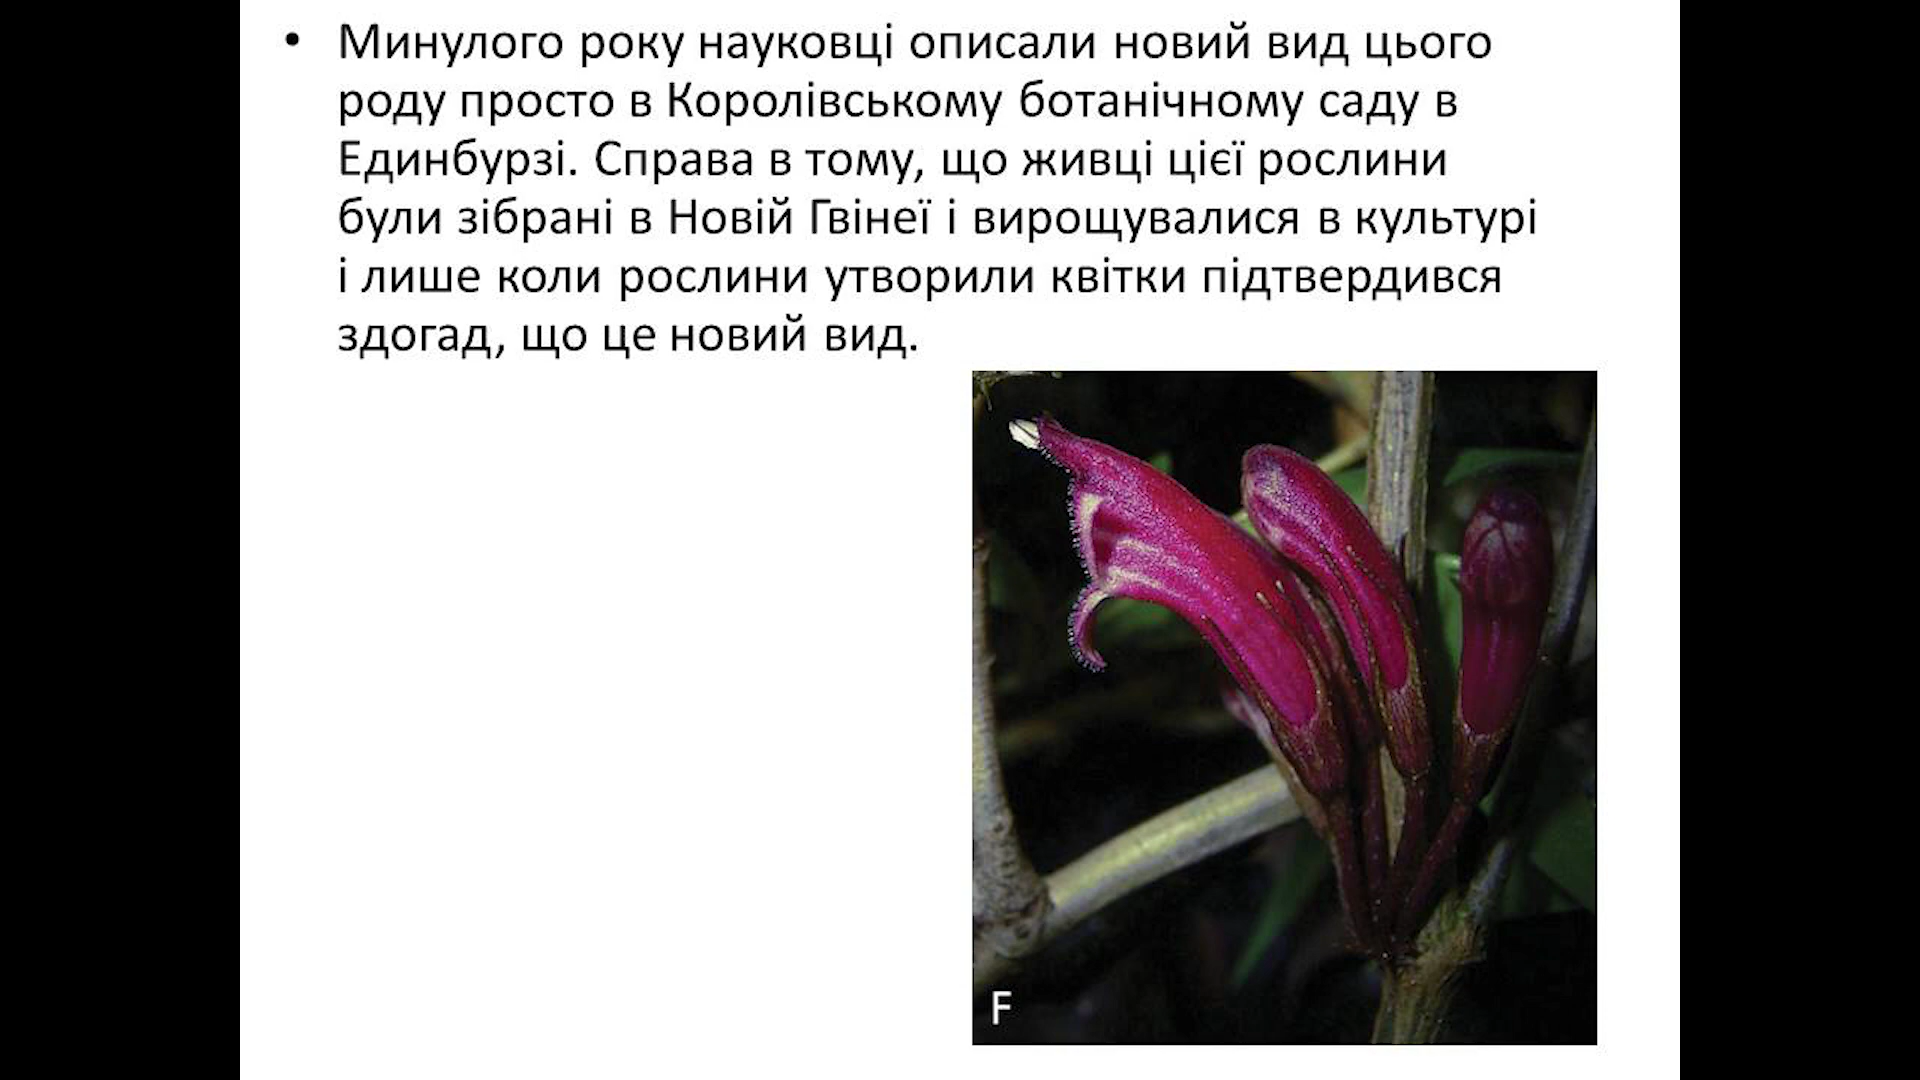 • Минулого року науковці описали новий вид цього
роду просто в Королівському ботанічному саду в
Единбурзі. Справа в тому, що живці цієї рослини
були зібрані в Новій Гвінеї і вирощувалися в культурі
і лише коли рослини утворили квітки підтвердився
здогад, що це новий вид.
F